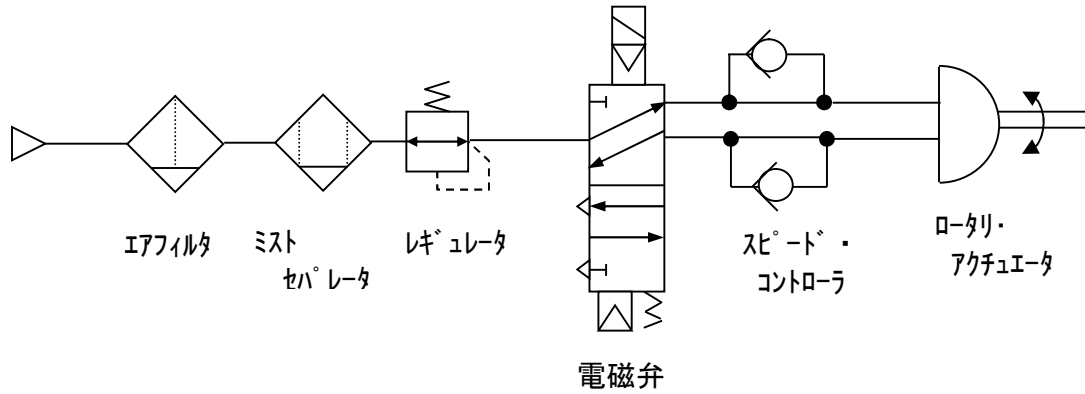 エアフィルタ
ミスト
セパレータ
レギュレータ
電磁弁
スピード・
コントローラ
ロータリ・
アクチュエータ